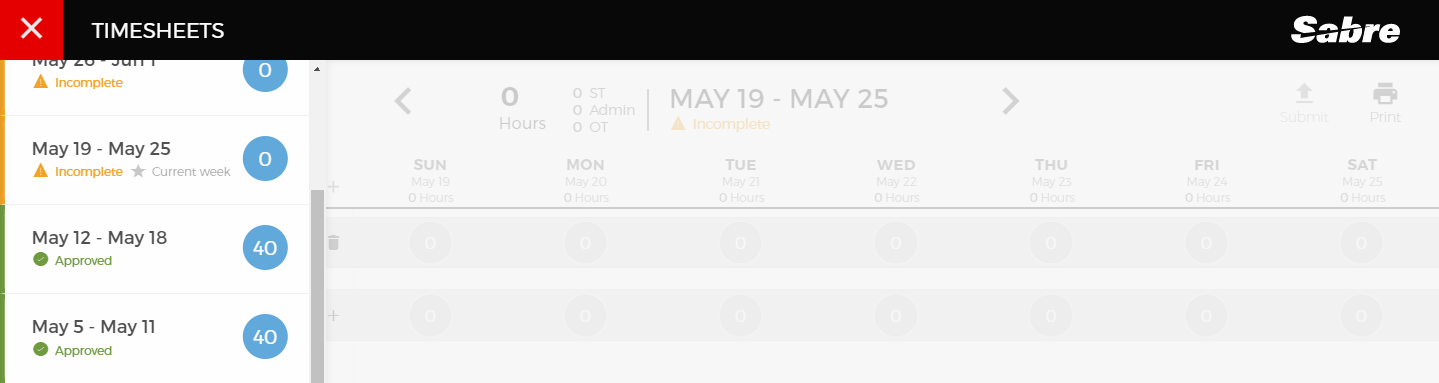 TIMESHEETS
Sabre
May 26 - Jun 1
Incomplete
0
May 19 - May 25
Incomplete Current week
0
May 12 - May 18
Approved
40
May 5 - May 11
Approved
40
0
Hours
0 ST
0 Admin
0 OT
MAY 19 - MAY 25
Incomplete
Submit
Print
SUN MON TUE WED THU FRI SAT
May 19 May 20 May 21 May 22 May 23 May 24 May 25
0 Hours 0 Hours 0 Hours 0 Hours 0 Hours 0 Hours 0 Hours
0 0 0 0 0 0 0
0 0 0 0 0 0 0